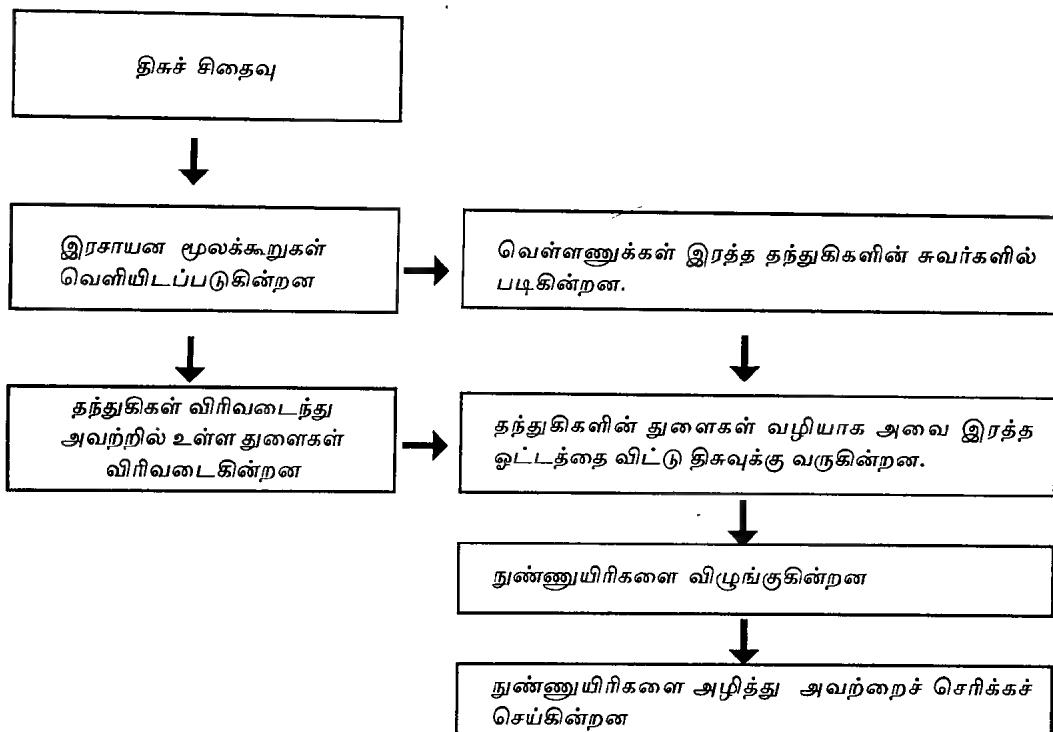 திசுச் சிதைவு
இரசாயன மூலக்கூறுகள்
வெளியிடப்படுகின்றன
வெள்ளணுக்கள் இரத்த தந்துகிகளின் சுவர்களில்
படிகின்றன.
தந்துகிகள் விரிவடைந்து
அவற்றில் உள்ள துளைகள்
விரிவடைகின்றன
தந்துகிகளின் துளைகள் வழியாக அவை இரத்த
ஓட்டத்தை விட்டு திசுவுக்கு வருகின்றன.
நுண்ணுயிரிகளை விழுங்குகின்றன
நுண்ணுயிரிகளை அழித்து அவற்றைச் செரிக்கச்
செய்கின்றன